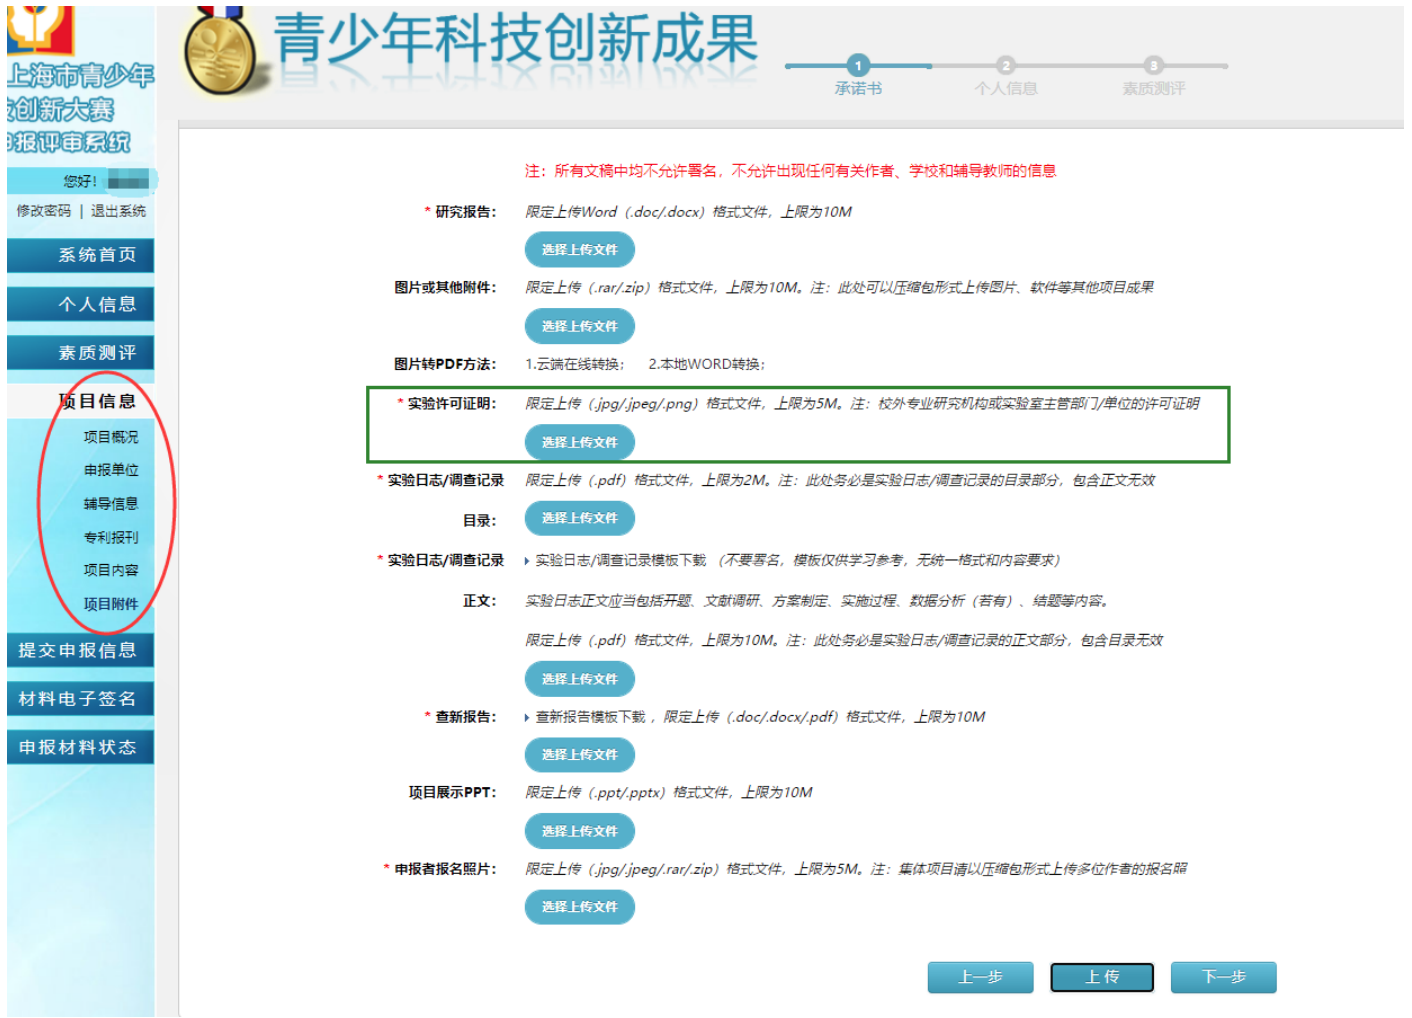 青少年科技创新成果
1
2
3
承诺书
个人信息
素质测评
上海市青少年
技创新大赛
申报评审系统
您好!
修改密码 | 退出系统
系统首页
个人信息
素质测评
项目信息
项目概况
申报单位
辅导信息
专利报刊
项目内容
项目附件
提交申报信息
材料电子签名
申报材料状态
注：所有文稿中均不允许署名，不允许出现任何有关作者、学校和辅导教师的信息
* 研究报告： 限定上传Word（.doc/.docx）格式文件，上限为10M
选择上传文件
图片或其他附件： 限定上传（.rar/.zip）格式文件，上限为10M。注：此处可以压缩包形式上传图片、软件等其他项目成果
选择上传文件
图片转PDF方法： 1.云端在线转换； 2.本地WORD转换；
* 实验许可证明： 限定上传（.jpg/.jpeg/.png）格式文件，上限为5M。注：校外专业研究机构或实验室主管部门/单位的许可证明
选择上传文件
* 实验日志/调查记录 限定上传（.pdf）格式文件，上限为2M。注：此处务必是实验日志/调查记录的目录部分，包含正文无效
目录： 选择上传文件
* 实验日志/调查记录 实验日志/调查记录模板下载 （不要署名，模板仅供学习参考，无统一格式和内容要求）
正文： 实验日志正文应当包括开题、文献调研、方案制定、实施过程、数据分析（若有）、结题等内容。
限定上传（.pdf）格式文件，上限为10M。注：此处务必是实验日志/调查记录的正文部分，包含目录无效
选择上传文件
* 查新报告： 查新报告模板下载 ，限定上传（.doc/.docx/.pdf）格式文件，上限为10M
选择上传文件
项目展示PPT： 限定上传（.ppt/.pptx）格式文件，上限为10M
选择上传文件
* 申报者报名照片： 限定上传（.jpg/.jpeg/.rar/.zip）格式文件，上限为5M。注：集体项目请以压缩包形式上传多位作者的报名照
选择上传文件
上一步 上传 下一步